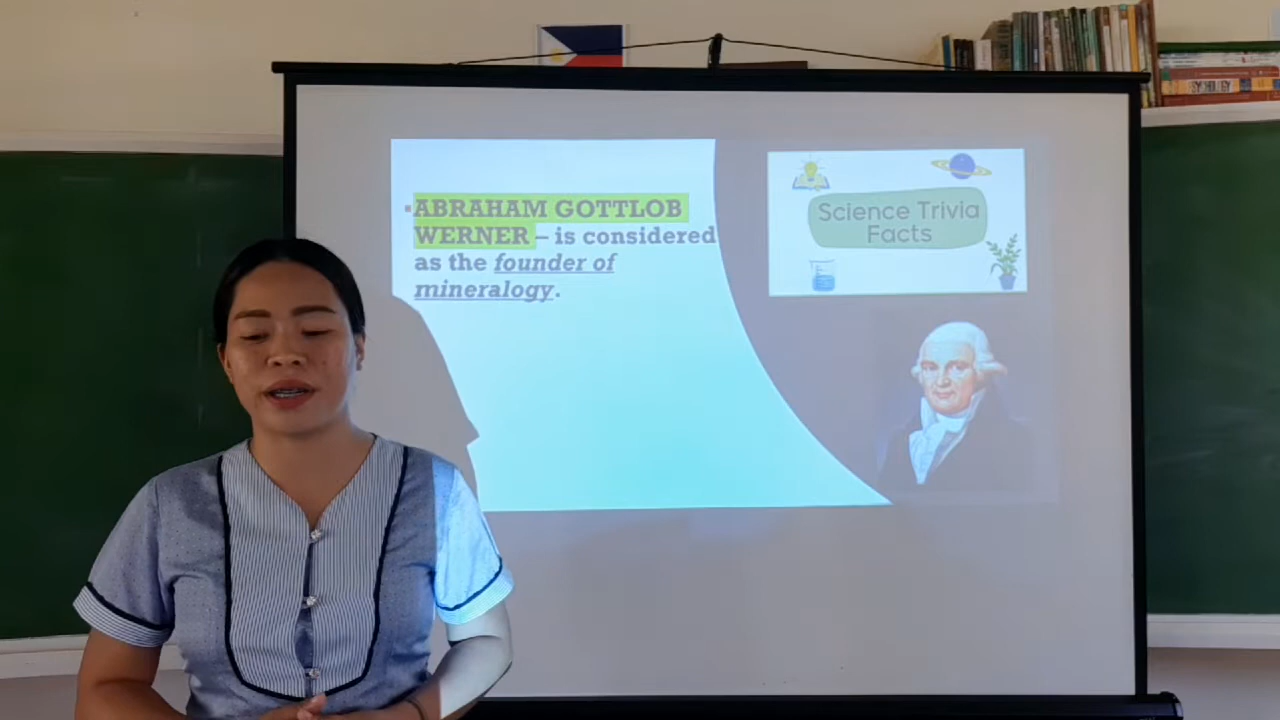 ABRAHAM GOTTLOB
WERNER – is considered
as the founder of
mineralogy.
Science Trivia
Facts